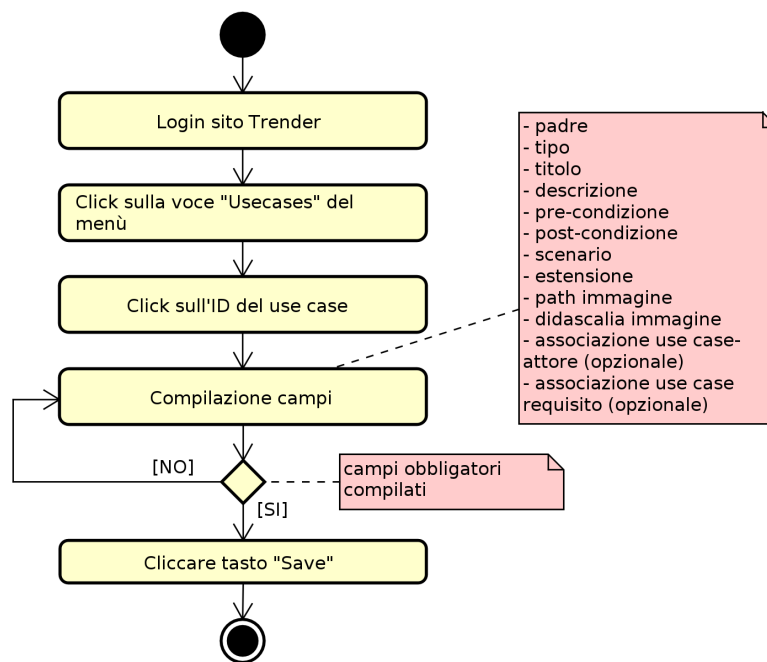 Login sito Trender
Click sulla voce "Usecases" del
menù
Click sull'ID del use case
Compilazione campi
- padre
- tipo
- titolo
- descrizione
- pre-condizione
- post-condizione
- scenario
- estensione
- path immagine
- didascalia immagine
- associazione use case-
attore (opzionale)
- associazione use case
requisito (opzionale)
[NO]
campi obbligatori
compilati
[SI]
Cliccare tasto "Save"